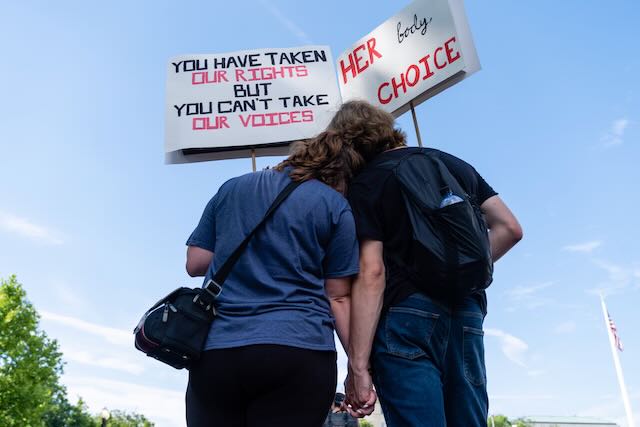 YOU HAVE TAKEN
OUR RIGHTS
BUT
YOU CAN'T TAKE
OUR VOICES
HER body
CHOICE